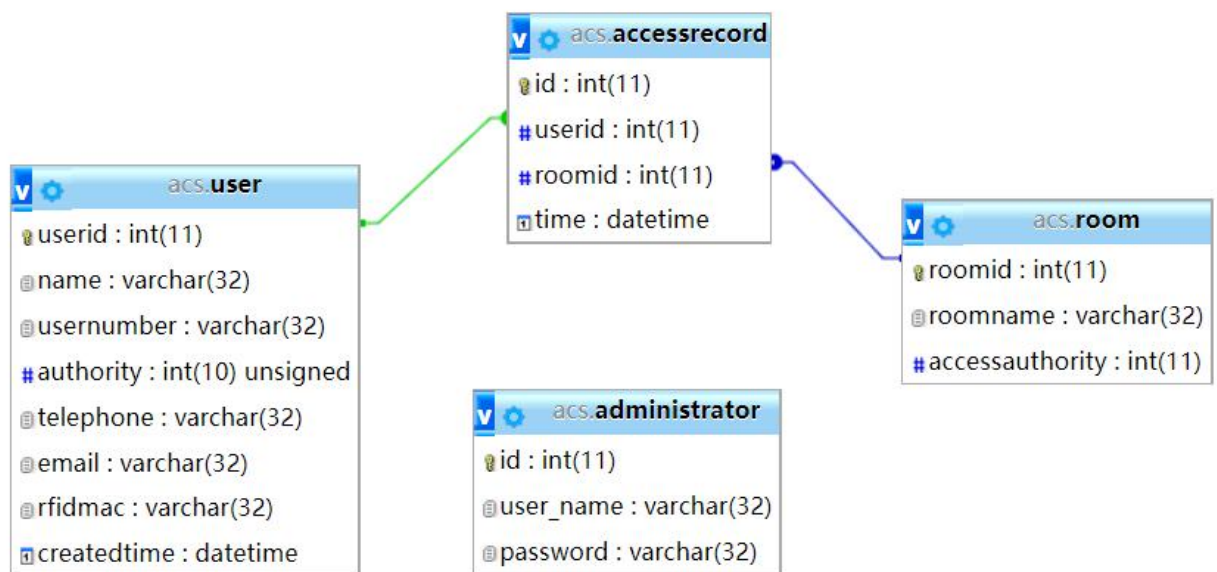 acs.accessrecord
id : int(11)
userid : int(11)
roomid : int(11)
time : datetime
acs.user
userid : int(11)
name : varchar(32)
usernumber : varchar(32)
authority : int(10) unsigned
telephone : varchar(32)
email : varchar(32)
rfidmac : varchar(32)
createdtime : datetime
acs.room
roomid : int(11)
roomname : varchar(32)
accessauthority : int(11)
acs.administrator
id : int(11)
user_name : varchar(32)
password : varchar(32)